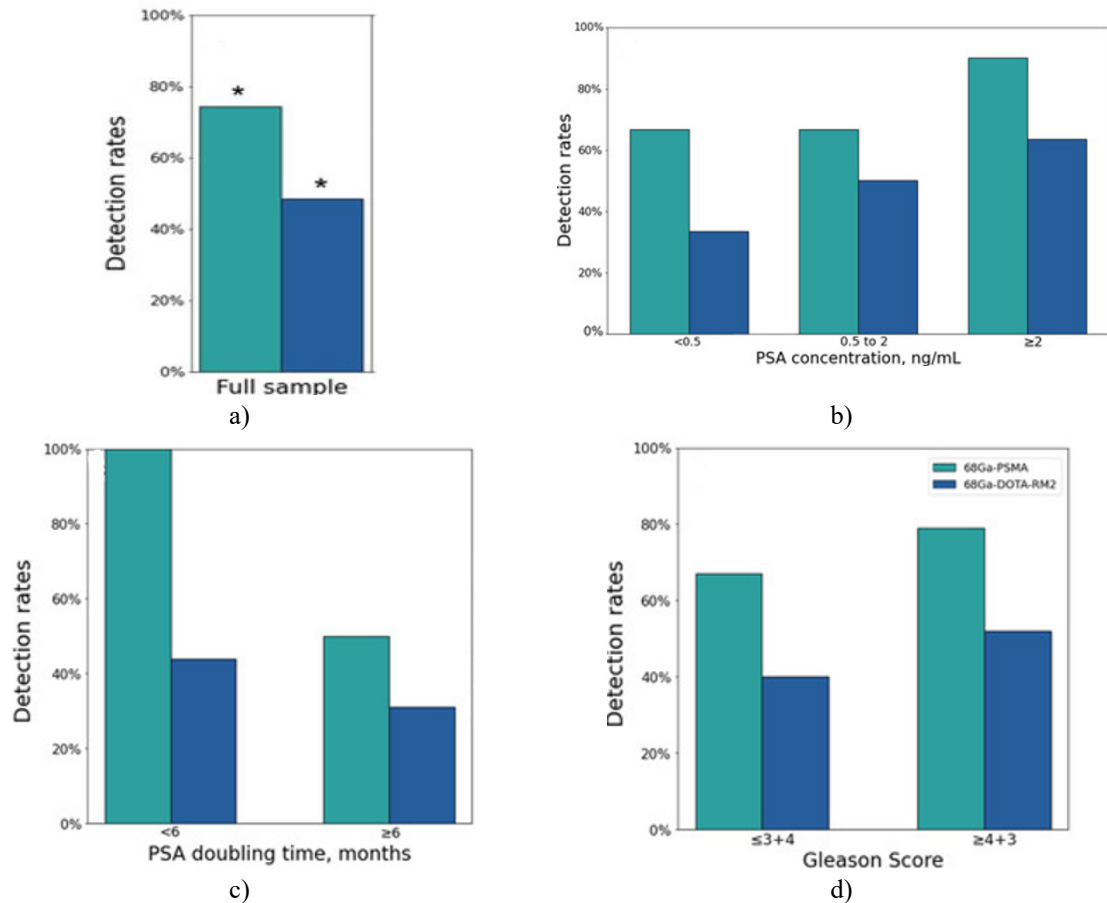 100%
80%
60%
40%
20%
0%
Detection rates
*
*
Full sample
a)
100%
80%
60%
40%
20%
0%
Detection rates
<0.5
0.5 to 2
≥2
PSA concentration, ng/mL
b)
100%
80%
60%
40%
20%
0%
Detection rates
<6
≥6
PSA doubling time, months
c)
100%
80%
60%
40%
20%
0%
Detection rates
68Ga-PSMA
68Ga-DOTA-RM2
≤3+4
≥4+3
Gleason Score
d)